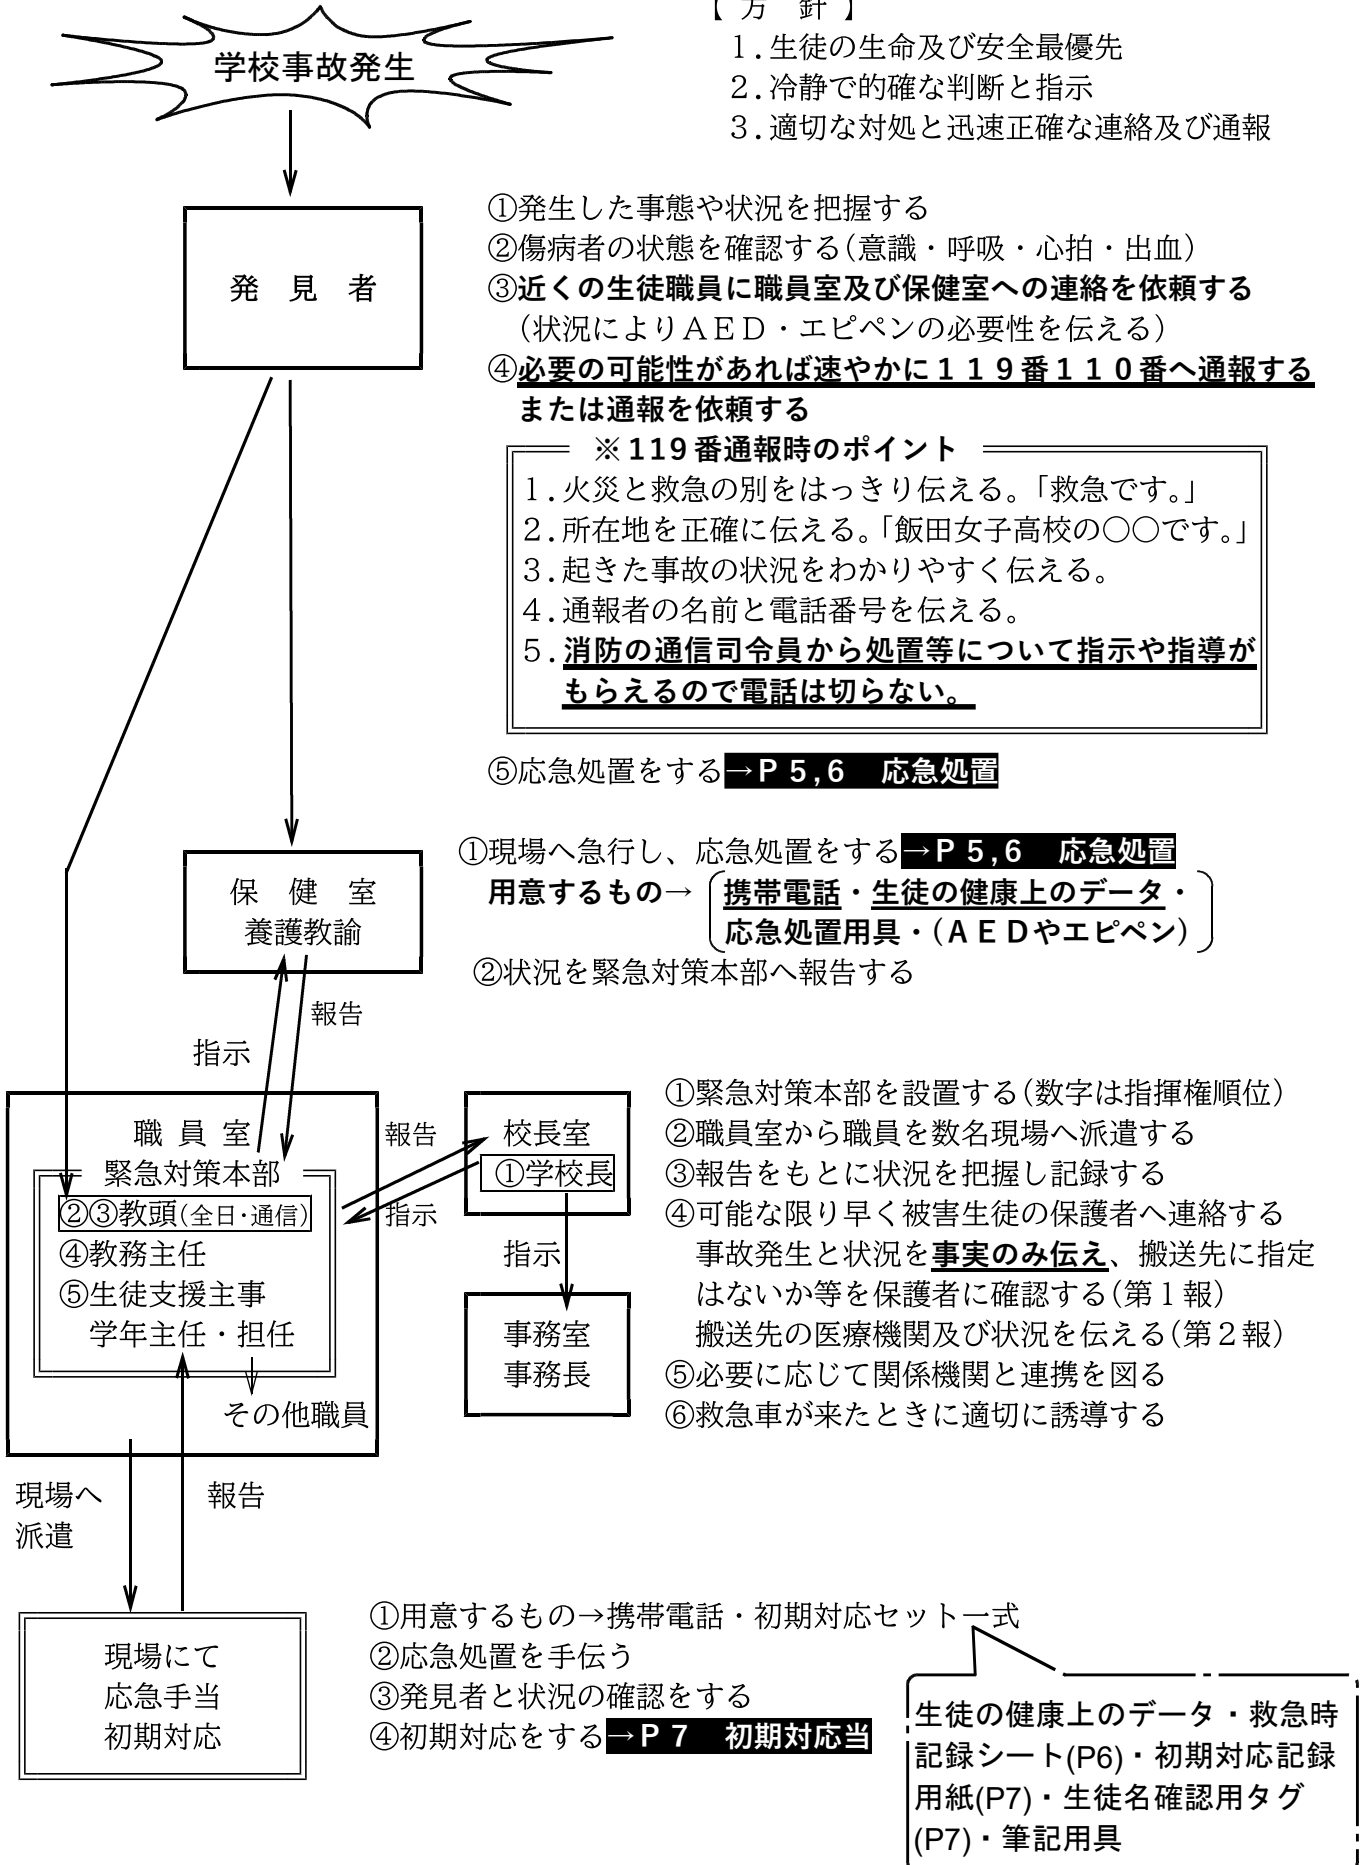 【 方　針 】
学校事故発生
１.生徒の生命及び安全最優先
２.冷静で的確な判断と指示
３.適切な対処と迅速正確な連絡及び通報
発　見　者
①発生した事態や状況を把握する
②傷病者の状態を確認する(意識・呼吸・心拍・出血)
③近くの生徒職員に職員室及び保健室への連絡を依頼する
(状況によりＡＥＤ・エピペンの必要性を伝える)
④必要の可能性があれば速やかに１１９番１１０番へ通報する
または通報を依頼する
※119番通報時のポイント
１.火災と救急の別をはっきり伝える。「救急です。」
２.所在地を正確に伝える。「飯田女子高校の○○です。」
３.起きた事故の状況をわかりやすく伝える。
４.通報者の名前と電話番号を伝える。
５.消防の通信司令員から処置等について指示や指導が
もらえるので電話は切らない。
⑤応急処置をする→Ｐ５,６　応急処置
保　健　室
養護教諭
①現場へ急行し、応急処置をする→Ｐ５,６　応急処置
用意するもの→ 携帯電話・生徒の健康上のデータ・
応急処置用具・(ＡＥＤやエピペン)
②状況を緊急対策本部へ報告する
報告
指示
職 員 室
緊急対策本部
②③教頭(全日・通信)
④教務主任
⑤生徒支援主事
学年主任・担任
その他職員
報告
指示
校長室
①学校長
指示
事務室
事務長
①緊急対策本部を設置する(数字は指揮権順位)
②職員室から職員を数名現場へ派遣する
③報告をもとに状況を把握し記録する
④可能な限り早く被害生徒の保護者へ連絡する
事故発生と状況を事実のみ伝え、搬送先に指定
はないか等を保護者に確認する(第１報)
搬送先の医療機関及び状況を伝える(第２報)
⑤必要に応じて関係機関と連携を図る
⑥救急車が来たときに適切に誘導する
現場へ
派遣
報告
現場にて
応急手当
初期対応
①用意するもの→携帯電話・初期対応セット一式
②応急処置を手伝う
③発見者と状況の確認をする
④初期対応をする→Ｐ７　初期対応当
生徒の健康上のデータ・救急時
記録シート(P6)・初期対応記録
用紙(P7)・生徒名確認用タグ
(P7)・筆記用具